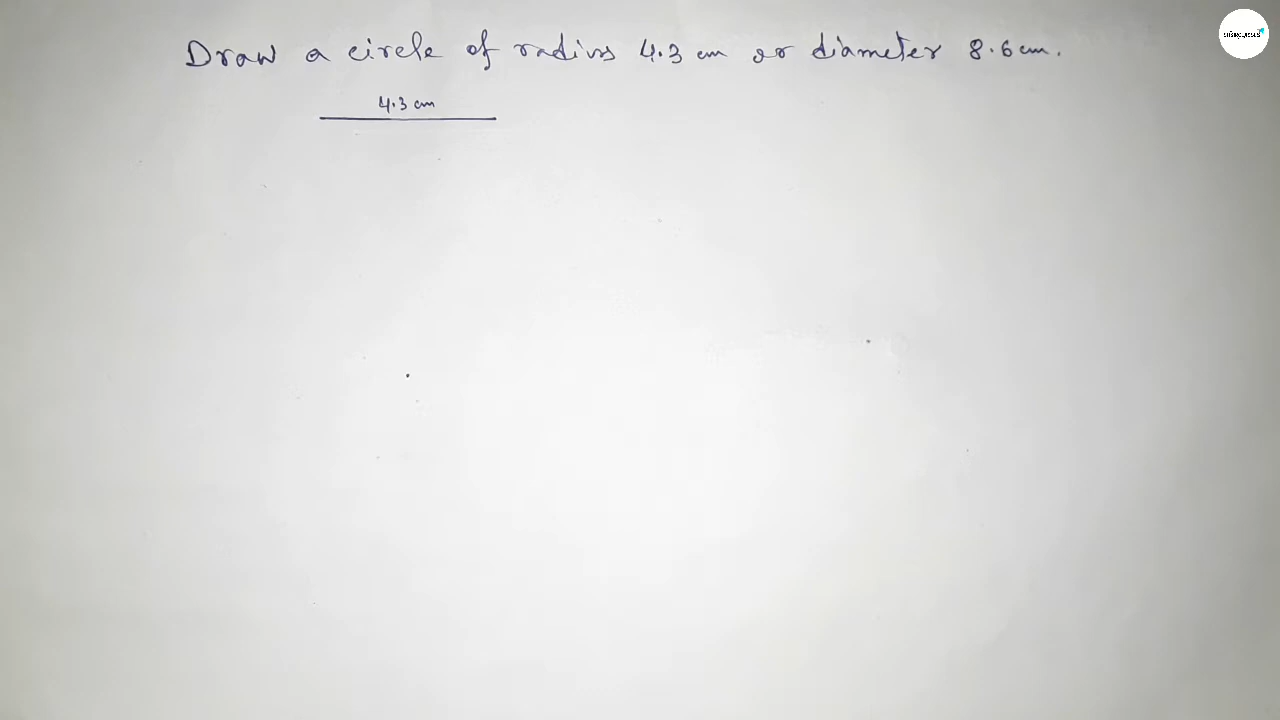 Draw a circle of radius 4.3 cm or diameter 8.6 cm.
4.3 cm